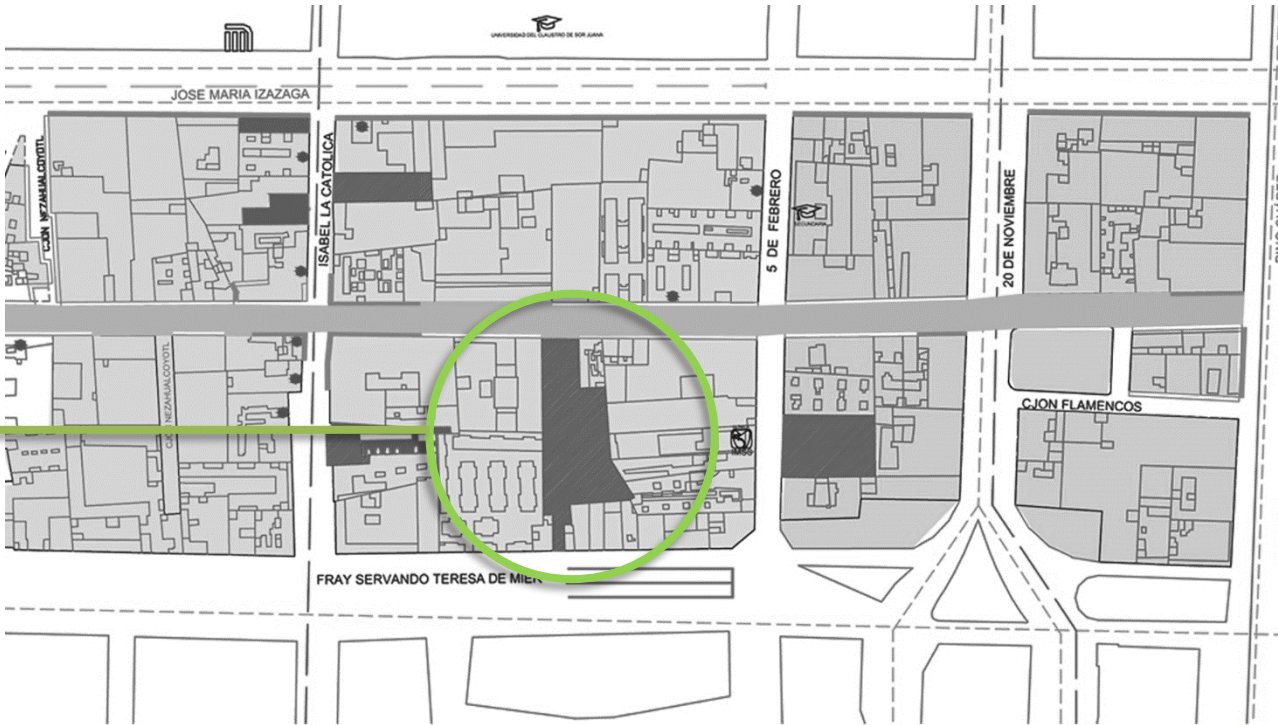 UNIVERSIDAD DEL CLAUSTRO DE SOR JUANA
JOSE MARIA IZAZAGA
CJON NEZAHUALCOYOTL
ISABEL LA CATOLICA
5 DE FEBRERO
SECUNDARIA
20 DE NOVIEMBRE
NEZAHUALCOYOTL
CJON FLAMENCOS
IMSS
FRAY SERVANDO TERESA DE MIER